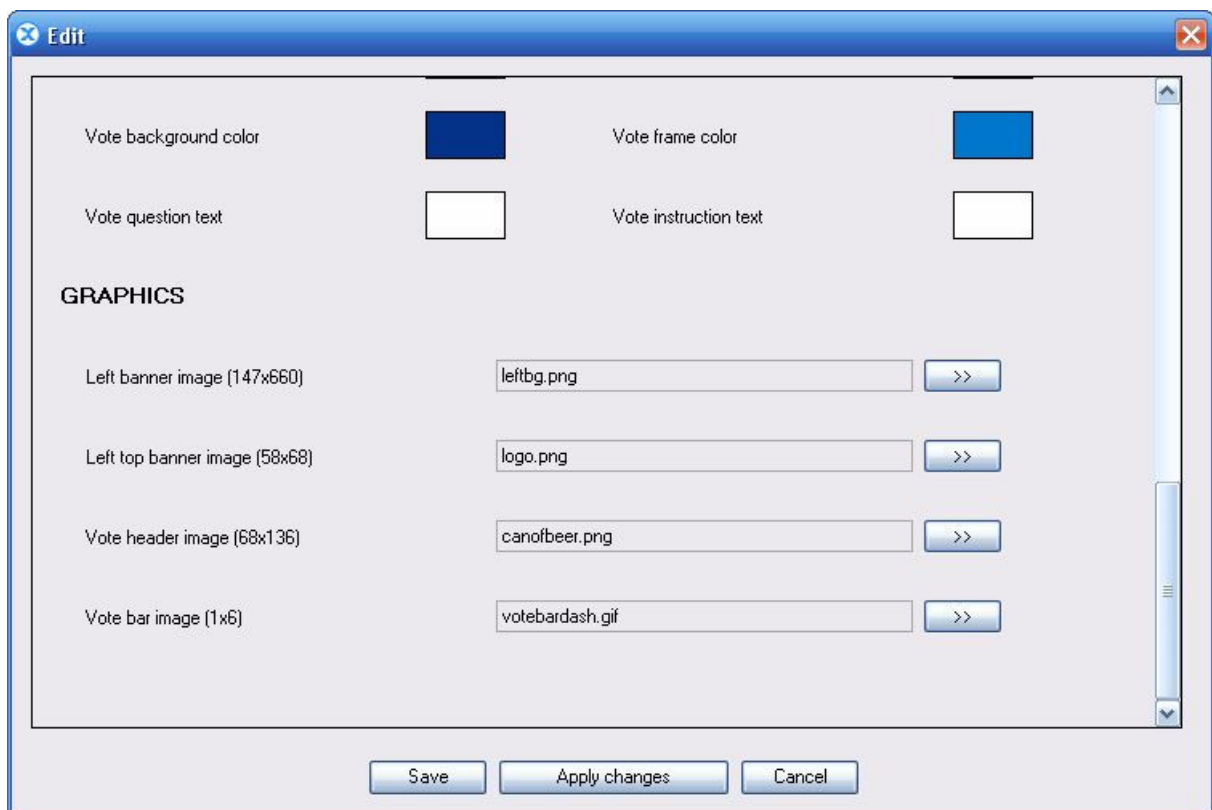 Edit
Vote background color Vote frame color
Vote question text Vote instruction text
GRAPHICS
Left banner image (147x660) leftbg.png >>
Left top banner image (58x68) logo.png >>
Vote header image (68x136) canofbeer.png >>
Vote bar image (1x6) votebardash.gif >>
Save Apply changes Cancel